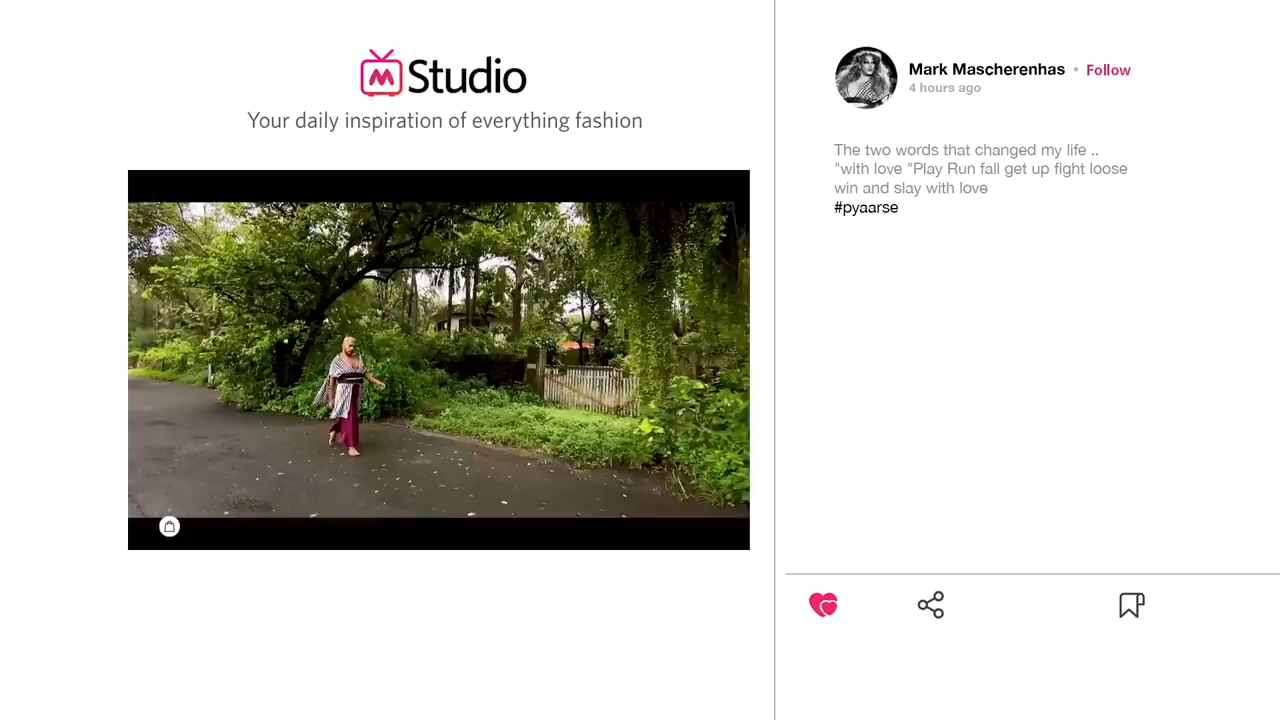 M Studio
Your daily inspiration of everything fashion
Mark Mascherenhas • Follow
4 hours ago
The two words that changed my life ..
"with love "Play Run fall get up fight loose
win and slay with love
#pyaarse